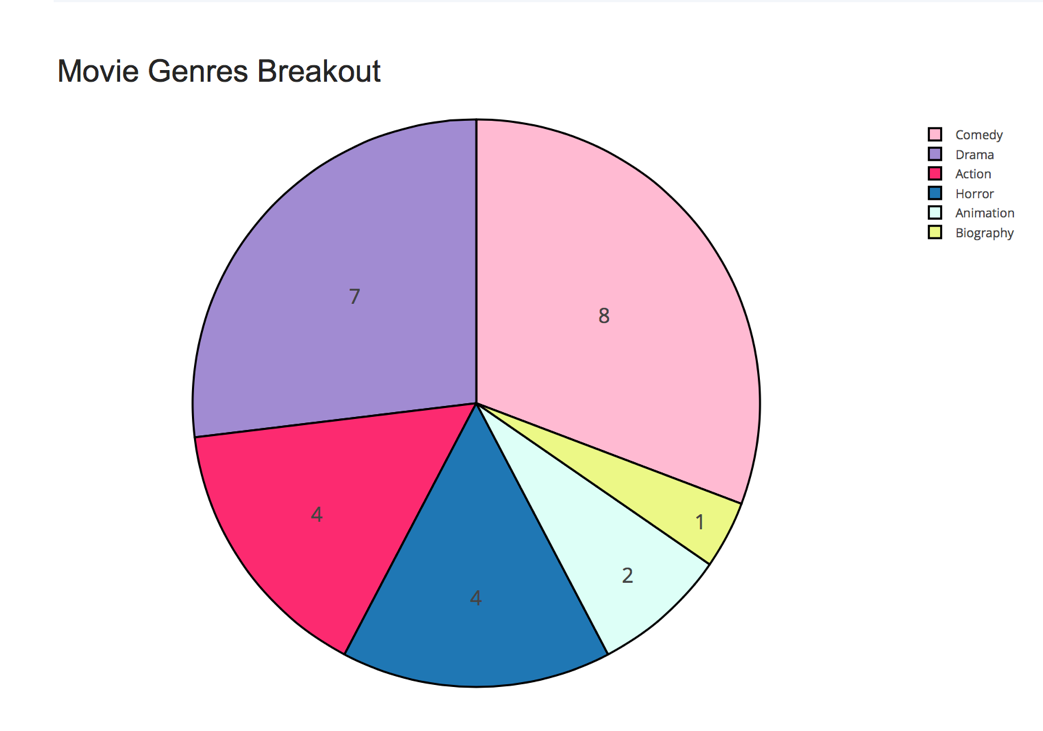 Movie Genres Breakout
Comedy
Drama
Action
Horror
Animation
Biography
7
8
4
1
2
4